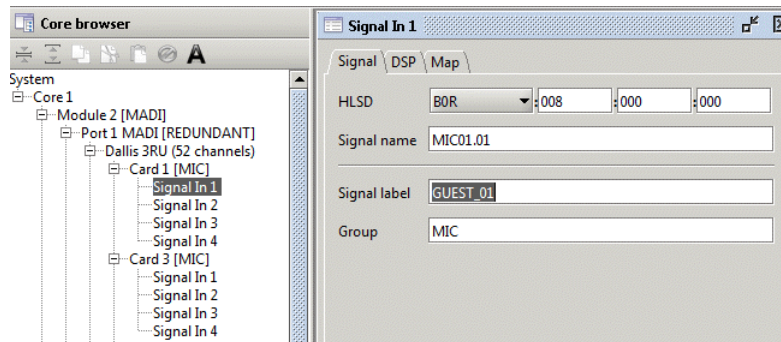 Core browser
A
System
Core 1
Module 2 [MADI]
Port 1 MADI [REDUNDANT]
Dallis 3RU (52 channels)
Card 1 [MIC]
Signal In 1
Signal In 2
Signal In 3
Signal In 4
Card 3 [MIC]
Signal In 1
Signal In 2
Signal In 3
Signal In 4
Signal In 1
Signal DSP Map
HLSD B0R :008 :000 :000
Signal name MIC01.01
Signal label GUEST_01
Group MIC